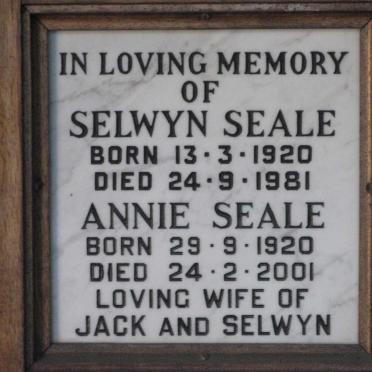 IN LOVING MEMORY
OF
SELWYN SEALE
BORN 13·3·1920
DIED 24·9·1981
ANNIE SEALE
BORN 29·9·1920
DIED 24·2·2001
LOVING WIFE OF
JACK AND SELWYN